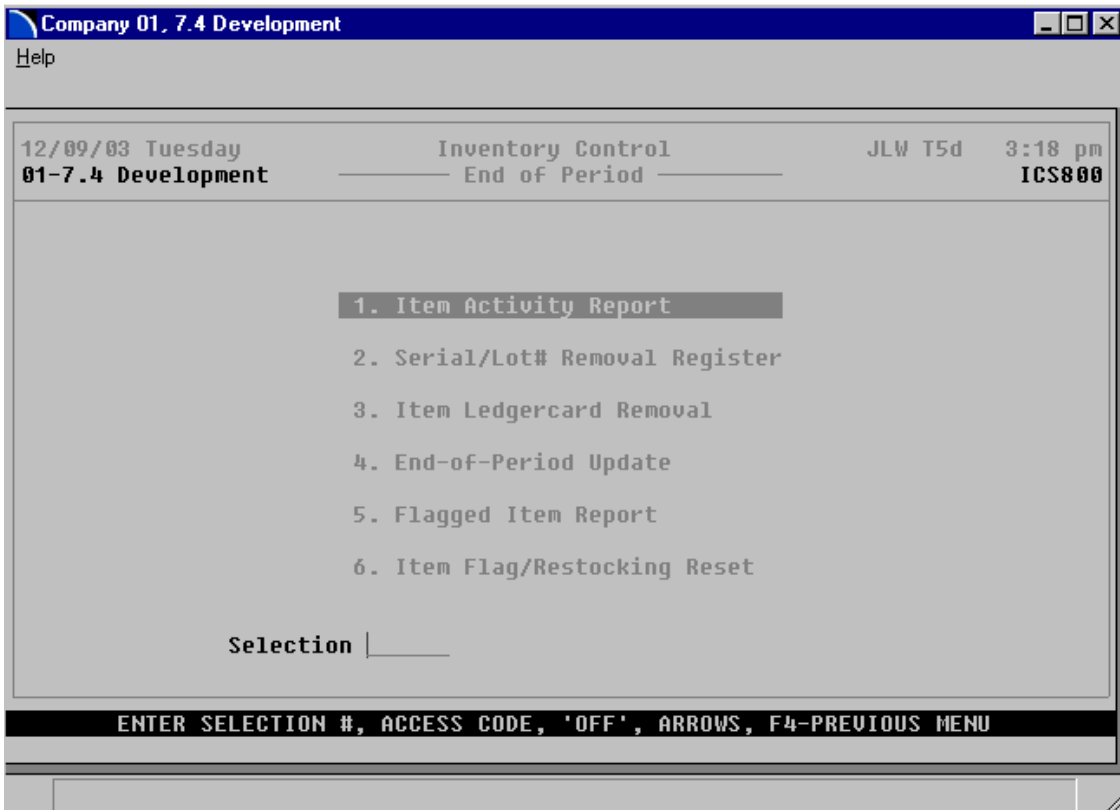 Company 01, 7.4 Development
Help
12/09/03 Tuesday Inventory Control JLW T5d 3:18 pm
01-7.4 Development End of Period ICS800
1. Item Activity Report
2. Serial/Lot# Removal Register
3. Item Ledgercard Removal
4. End-of-Period Update
5. Flagged Item Report
6. Item Flag/Restocking Reset
Selection
ENTER SELECTION #, ACCESS CODE, 'OFF', ARROWS, F4-PREVIOUS MENU